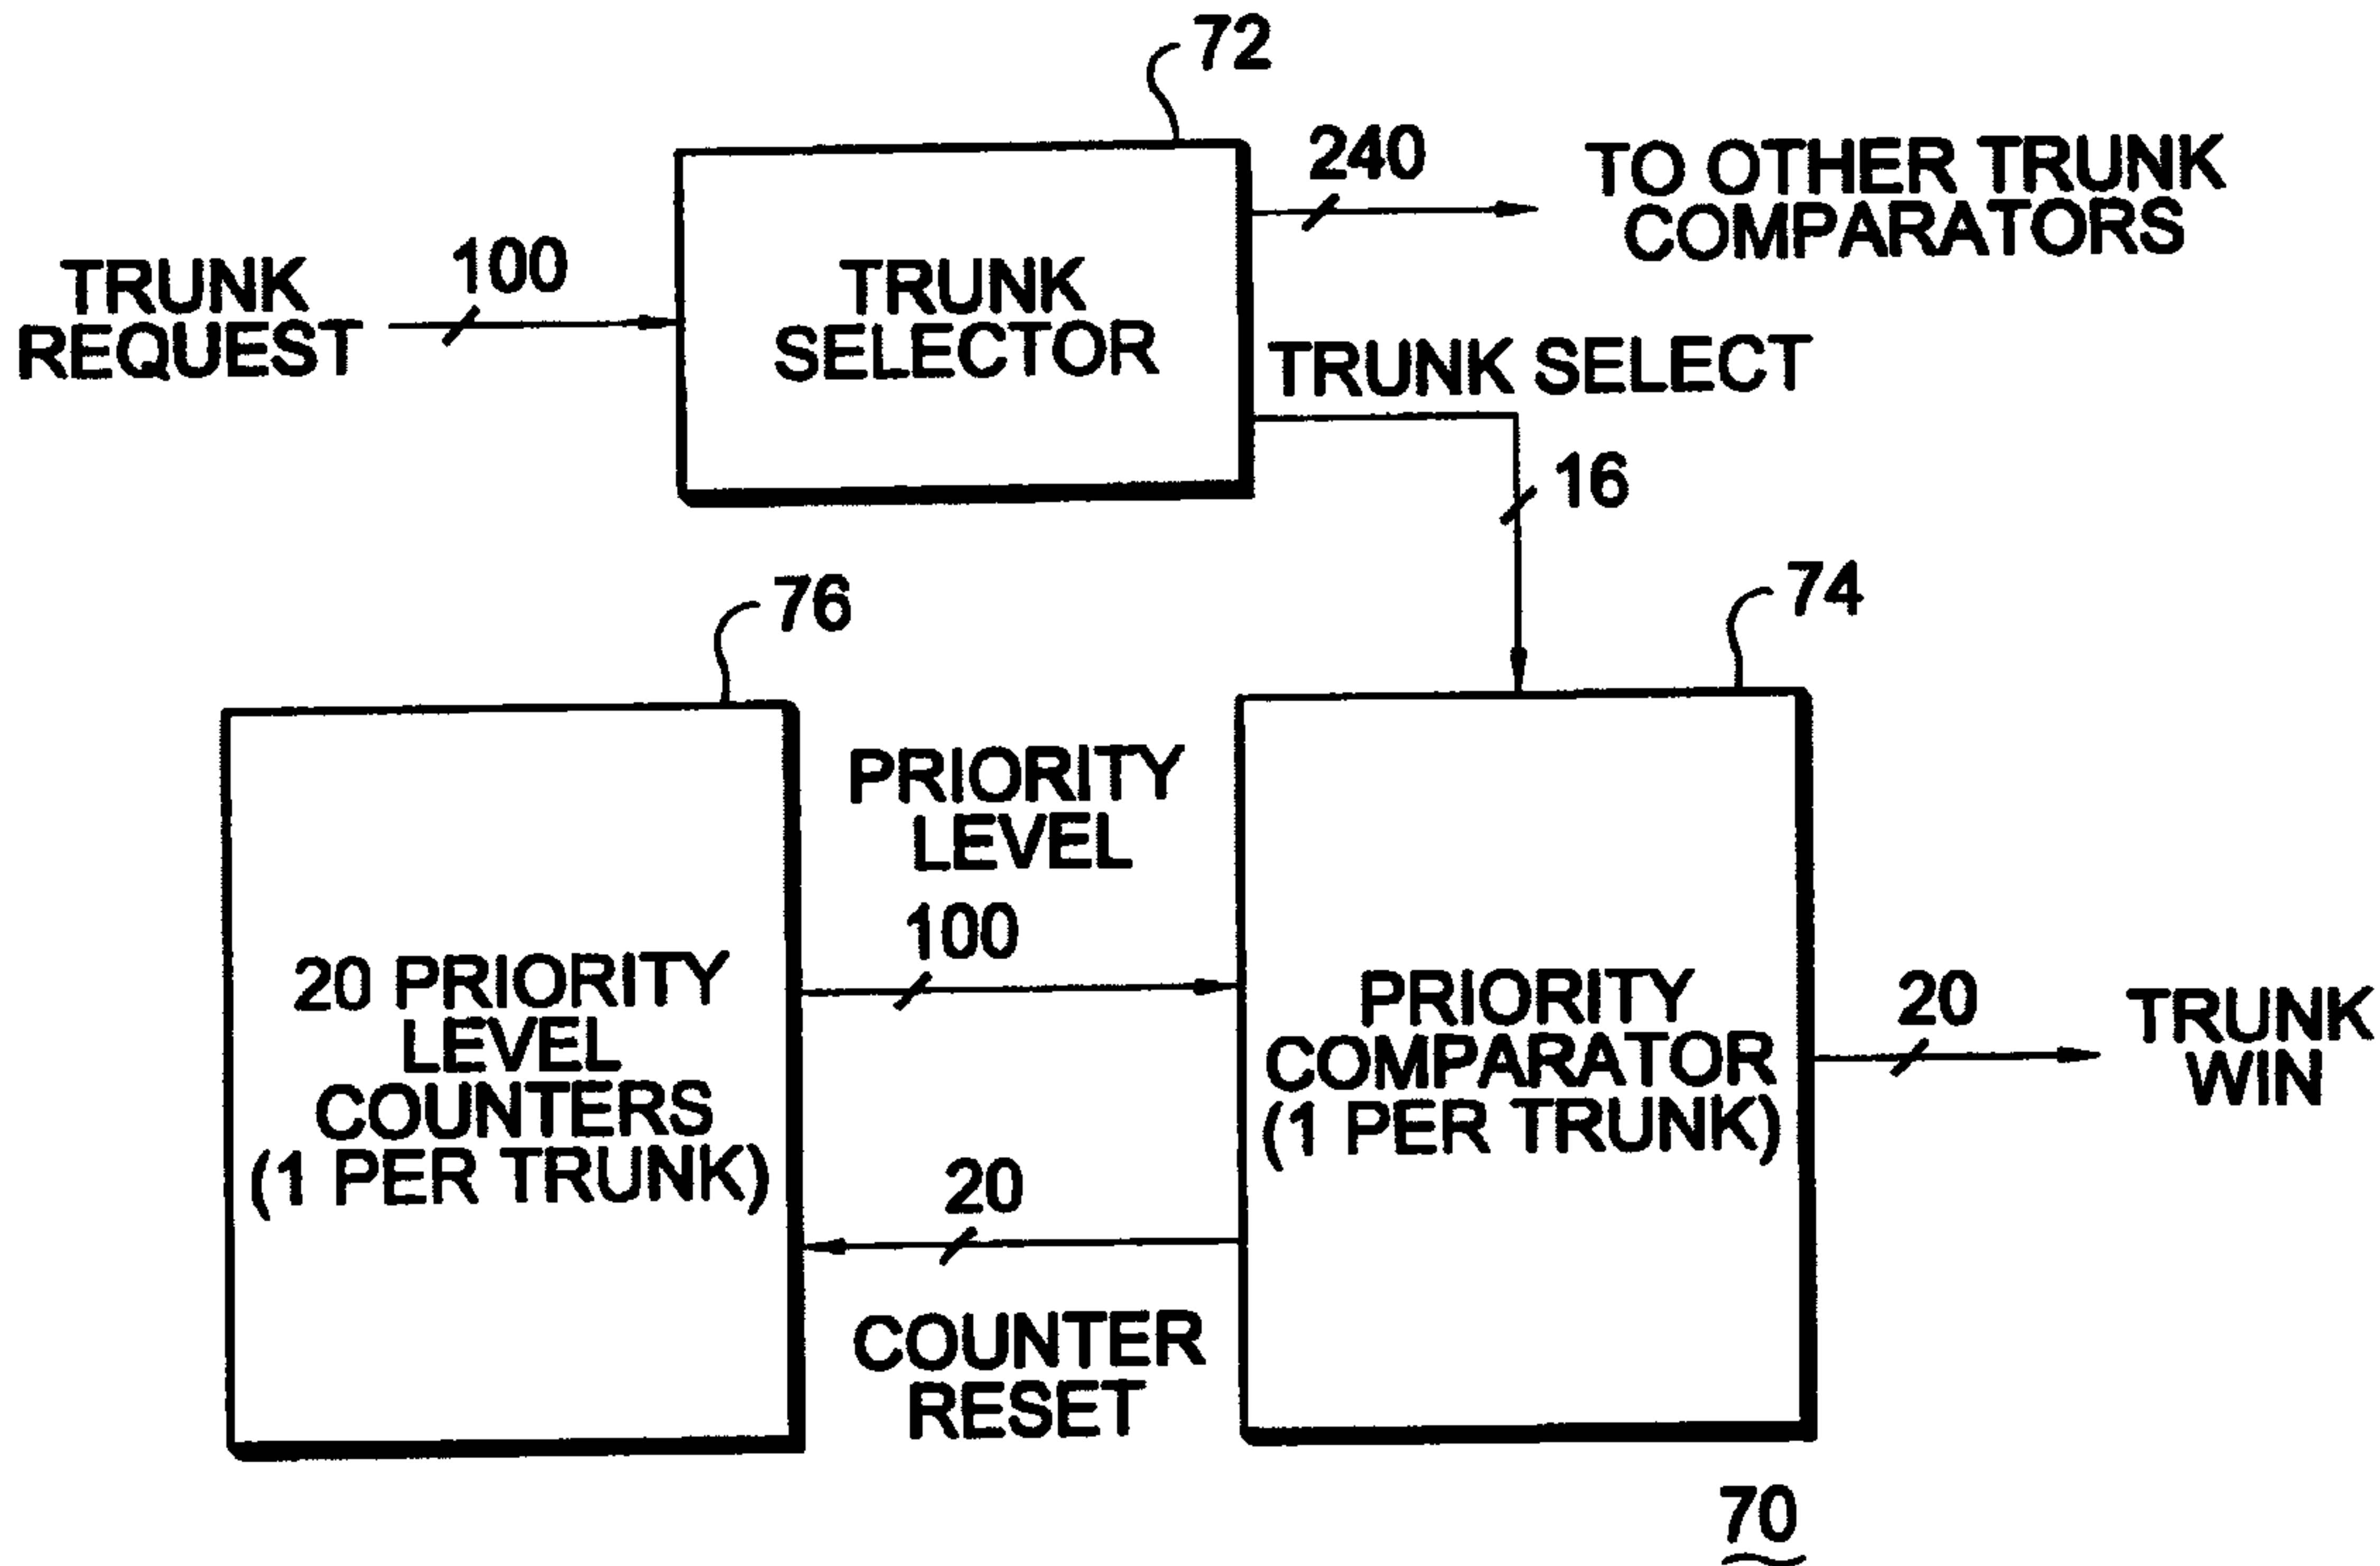 72
240
TO OTHER TRUNK
COMPARATORS
TRUNK
REQUEST
100
TRUNK
SELECTOR
TRUNK SELECT
16
76
74
PRIORITY
LEVEL
100
20 PRIORITY
LEVEL
COUNTERS
(1 PER TRUNK)
PRIORITY
COMPARATOR
(1 PER TRUNK)
20
TRUNK
WIN
20
COUNTER
RESET
70